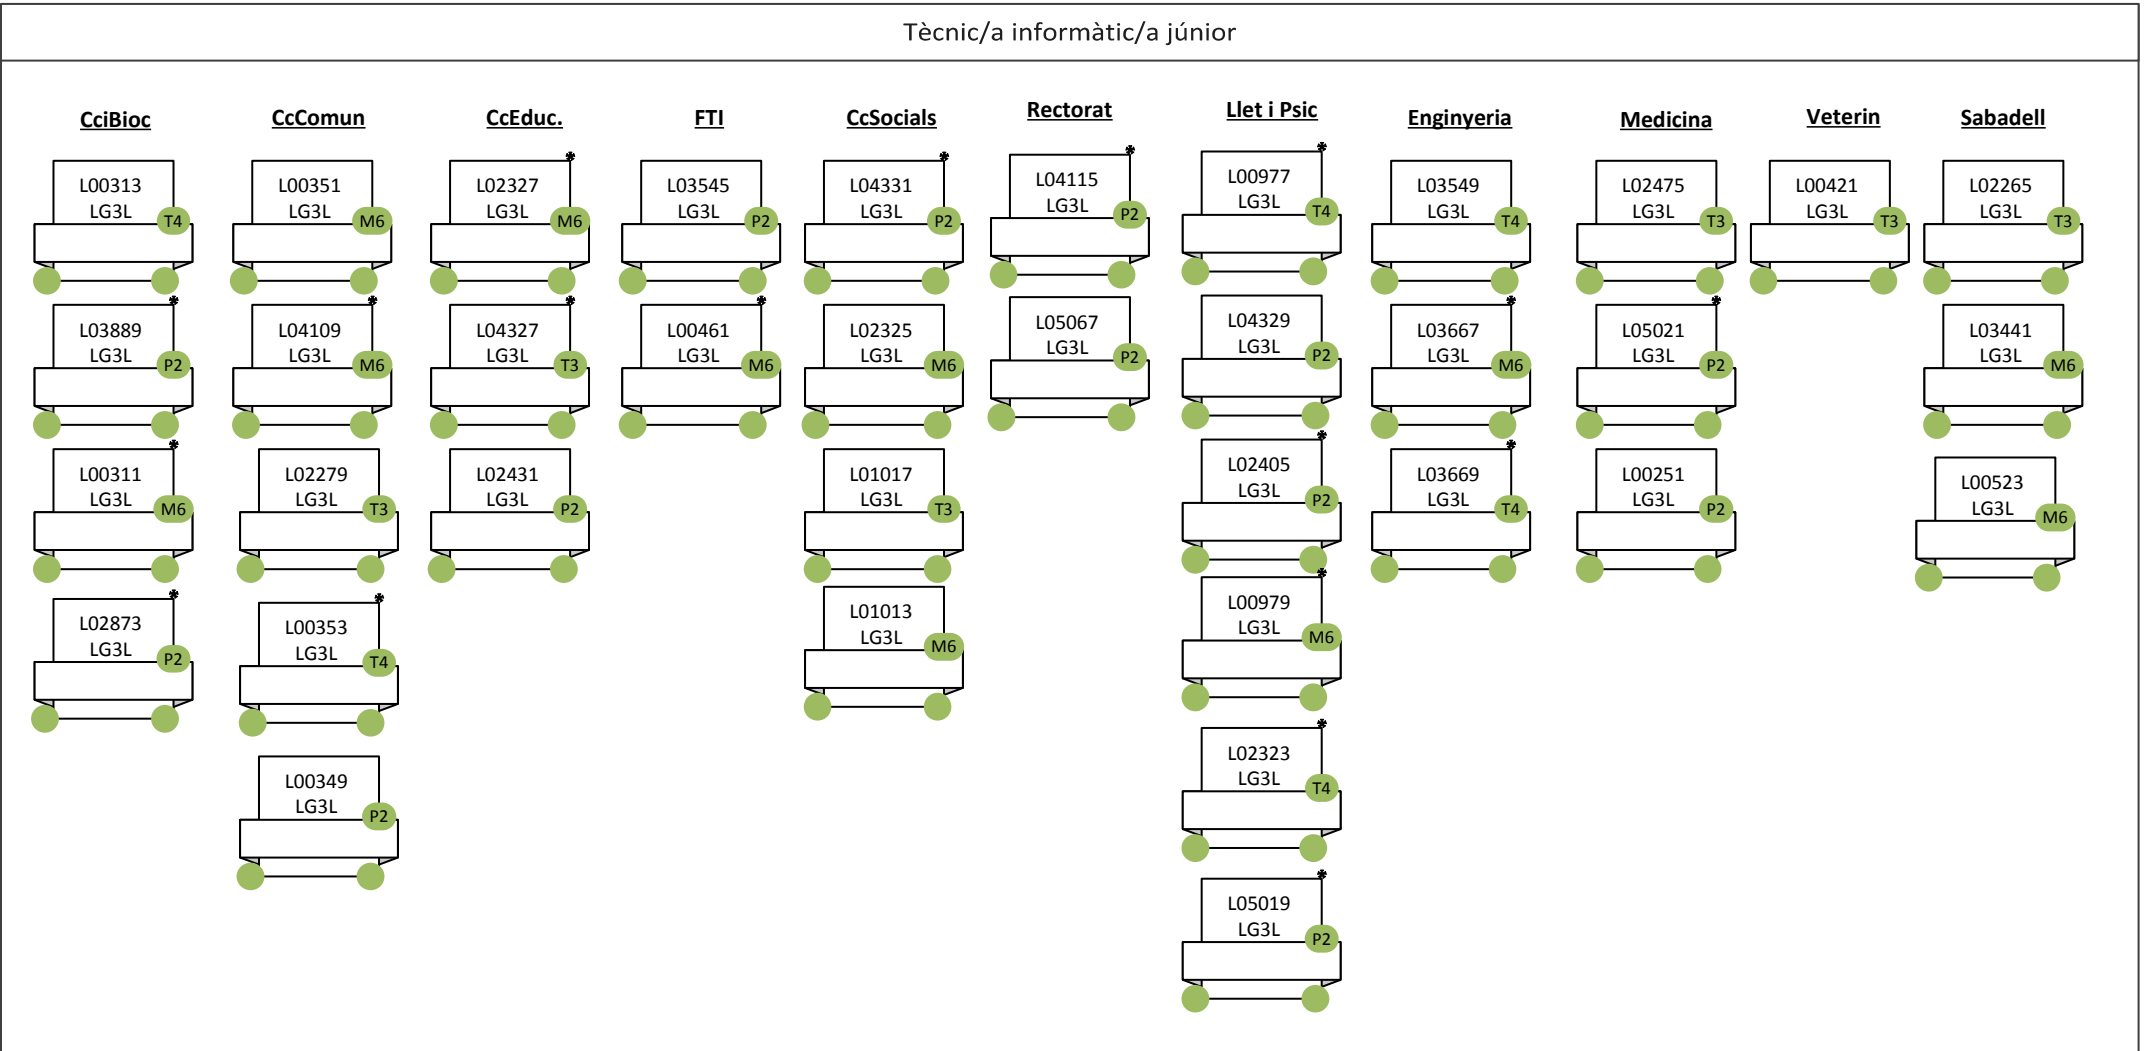 Tècnic/a informàtic/a júnior
CciBioc
L00313
LG3L
T4
*
L03889
LG3L
P2
*
L00311
LG3L
M6
*
L02873
LG3L
P2
CcComun
L00351
LG3L
M6
*
L04109
LG3L
M6
L02279
LG3L
T3
*
L00353
LG3L
T4
L00349
LG3L
P2
CcEduc.
*
L02327
LG3L
M6
*
L04327
LG3L
T3
L02431
LG3L
P2
FTI
L03545
LG3L
P2
*
L00461
LG3L
M6
CcSocials
*
L04331
LG3L
P2
L02325
LG3L
M6
L01017
LG3L
T3
L01013
LG3L
M6
Rectorat
*
L04115
LG3L
P2
L05067
LG3L
P2
Llet i Psic
*
L00977
LG3L
T4
L04329
LG3L
P2
*
L02405
LG3L
P2
*
L00979
LG3L
M6
*
L02323
LG3L
T4
*
L05019
LG3L
P2
Enginyeria
L03549
LG3L
T4
*
L03667
LG3L
M6
*
L03669
LG3L
T4
Medicina
L02475
LG3L
T3
*
L05021
LG3L
P2
L00251
LG3L
P2
Veterin
L00421
LG3L
T3
Sabadell
L02265
LG3L
T3
L03441
LG3L
M6
L00523
LG3L
M6